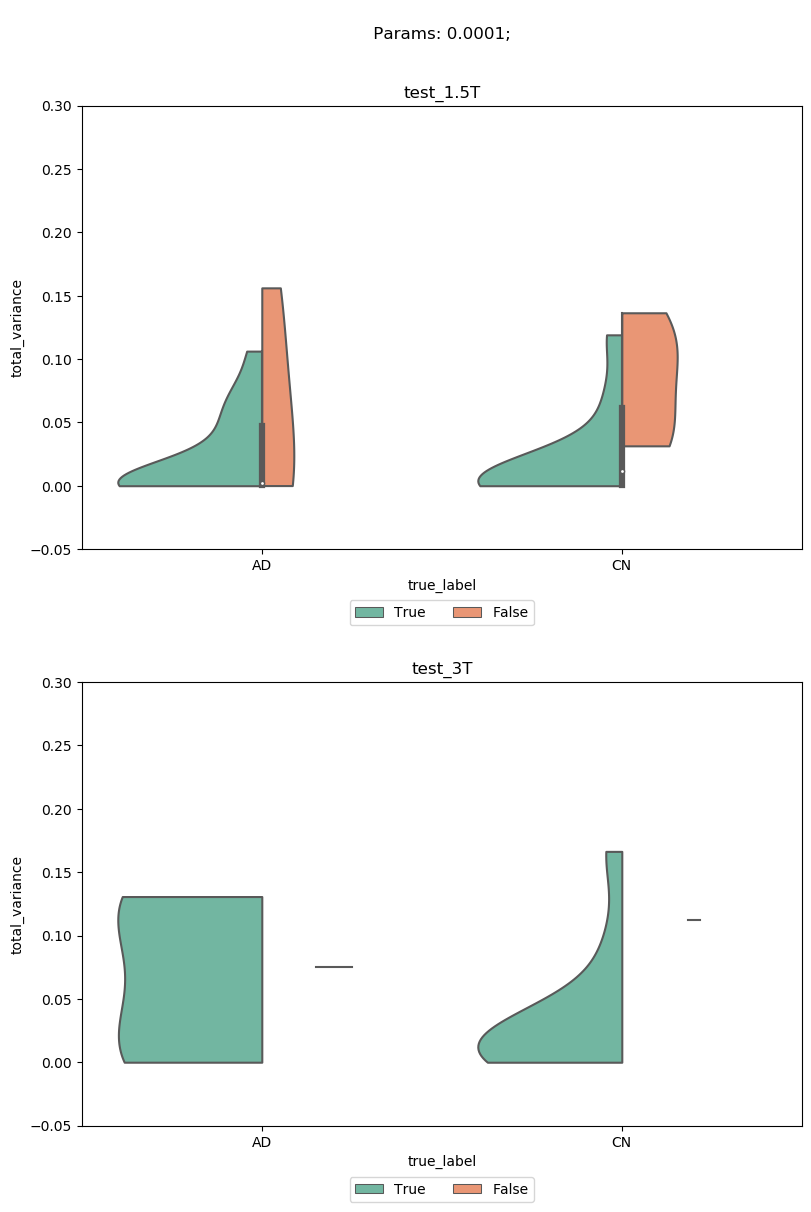 Params: 0.0001;
test_1.5T
0.30
0.25
0.20
0.15
0.10
0.05
0.00
−0.05
total_variance
AD CN
true_label
True False
test_3T
0.30
0.25
0.20
0.15
0.10
0.05
0.00
−0.05
total_variance
AD CN
true_label
True False